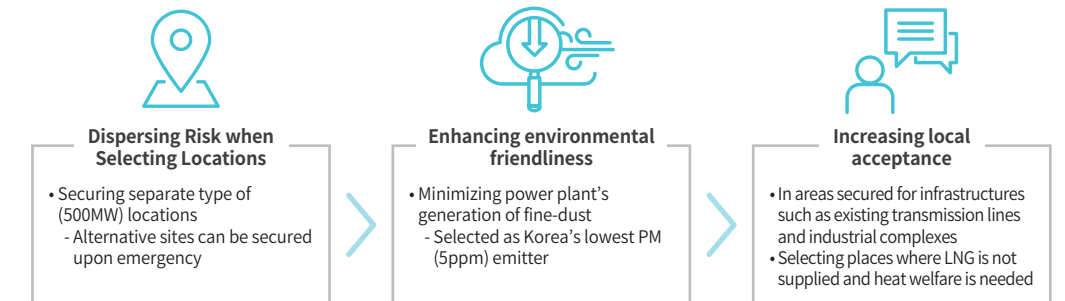 Dispersing Risk when
Selecting Locations
• Securing separate type of
(500MW) locations
- Alternative sites can be secured
upon emergency
Enhancing environmental
friendliness
• Minimizing power plant's
generation of fine-dust
- Selected as Korea's lowest PM
(5ppm) emitter
Increasing local
acceptance
• In areas secured for infrastructures
such as existing transmission lines
and industrial complexes
• Selecting places where LNG is not
supplied and heat welfare is needed